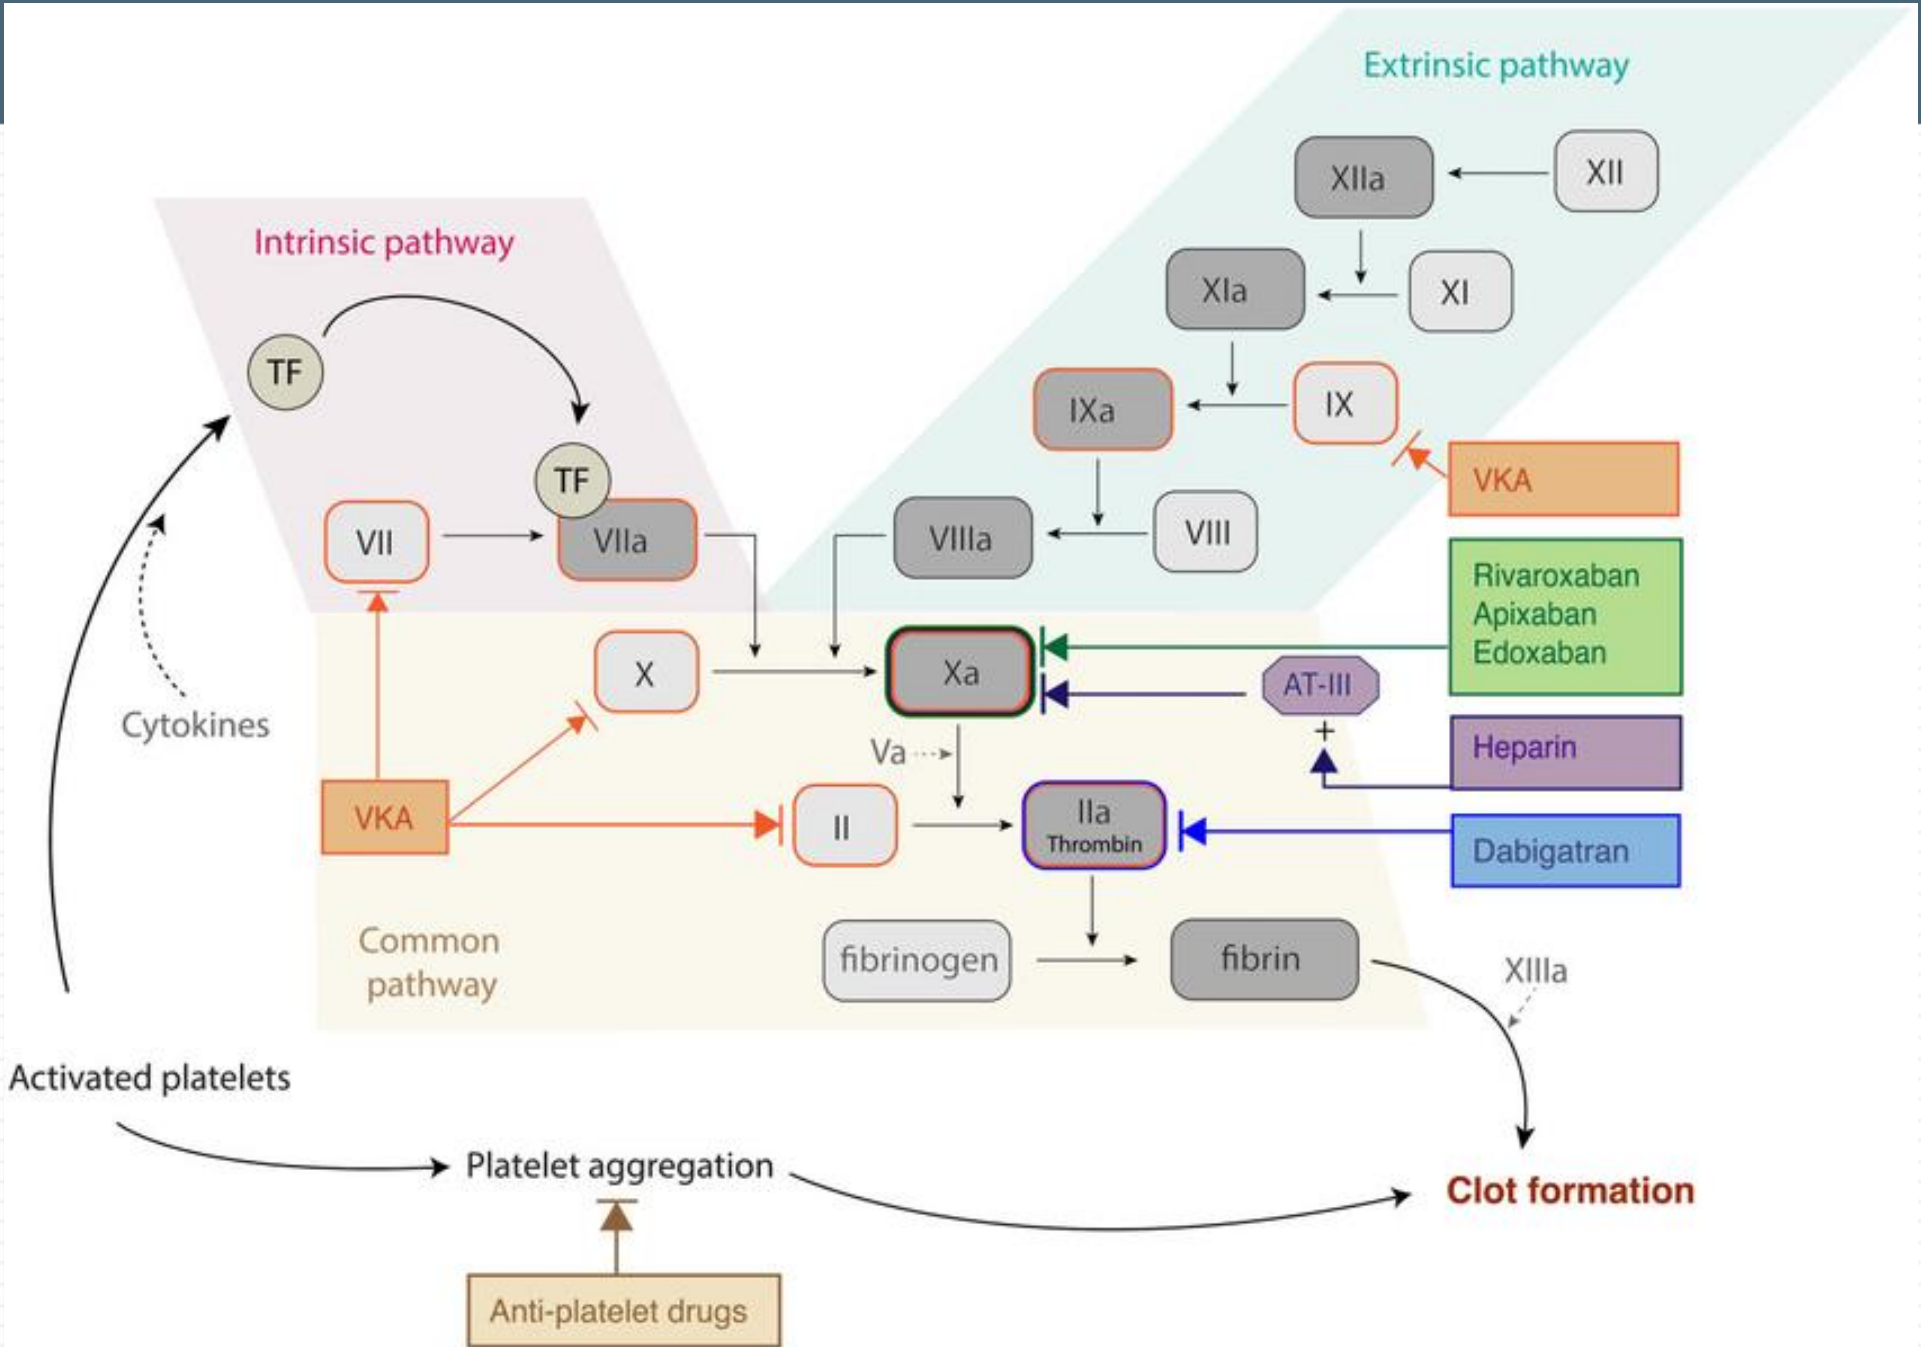 Extrinsic pathway
XIIa
XII
Intrinsic pathway
XIa
XI
TF
IXa
IX
TF
VKA
VII
VIIa
VIIIa
VIII
Rivaroxaban
Apixaban
Edoxaban
X
Xa
AT-III
+
Cytokines
Va
Heparin
VKA
II
IIa
Thrombin
Dabigatran
Common
pathway
fibrinogen
fibrin
XIIIa
Activated platelets
Platelet aggregation
Clot formation
Anti-platelet drugs